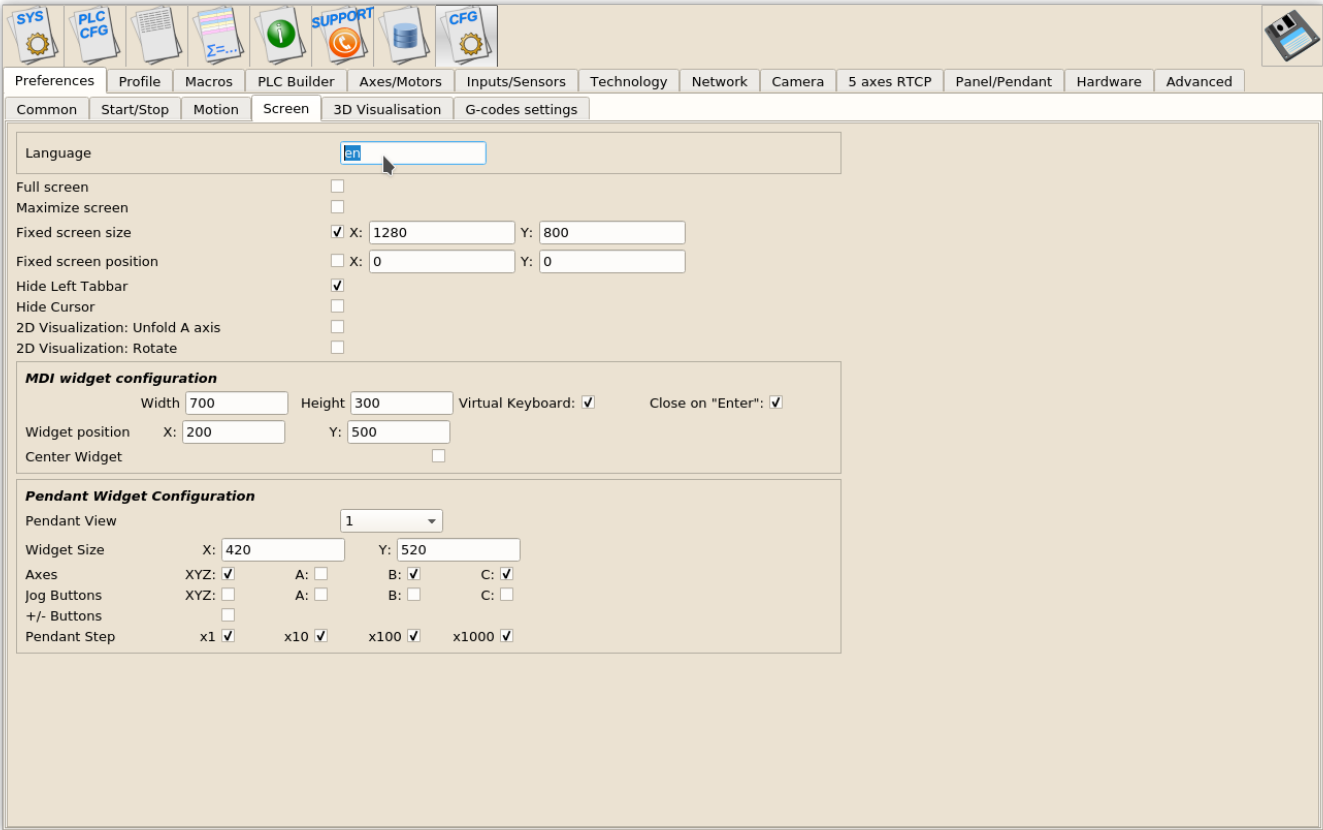 SYS PLC CFG Σ=... i SUPPORT CFG
Preferences Profile Macros PLC Builder Axes/Motors Inputs/Sensors Technology Network Camera 5 axes RTCP Panel/Pendant Hardware Advanced
Common Start/Stop Motion Screen 3D Visualisation G-codes settings
Language en
Full screen
Maximize screen
Fixed screen size X: 1280 Y: 800
Fixed screen position X: 0 Y: 0
Hide Left Tabbar
Hide Cursor
2D Visualization: Unfold A axis
2D Visualization: Rotate
MDI widget configuration
Width 700 Height 300 Virtual Keyboard: Close on "Enter":
Widget position X: 200 Y: 500
Center Widget
Pendant Widget Configuration
Pendant View 1
Widget Size X: 420 Y: 520
Axes XYZ: A: B: C:
Jog Buttons XYZ: A: B: C:
+/- Buttons
Pendant Step x1 x10 x100 x1000